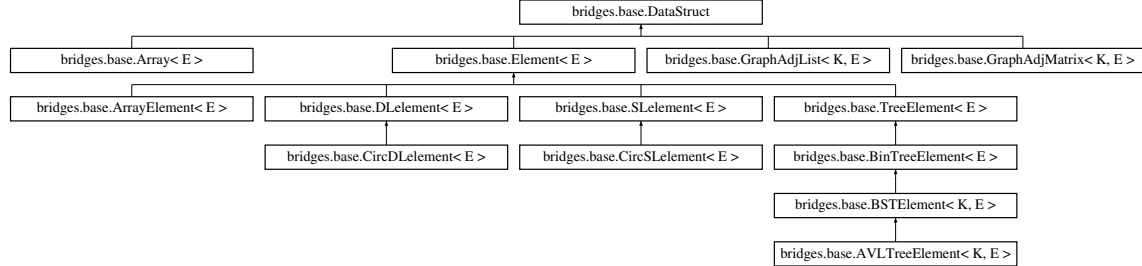 bridges.base.DataStruct
bridges.base.Array< E >
bridges.base.Element< E >
bridges.base.GraphAdjList< K, E >
bridges.base.GraphAdjMatrix< K, E >
bridges.base.ArrayElement< E >
bridges.base.DLelement< E >
bridges.base.SLelement< E >
bridges.base.TreeElement< E >
bridges.base.CircDLelement< E >
bridges.base.CircSLelement< E >
bridges.base.BinTreeElement< E >
bridges.base.BSTElement< K, E >
bridges.base.AVLTreeElement< K, E >